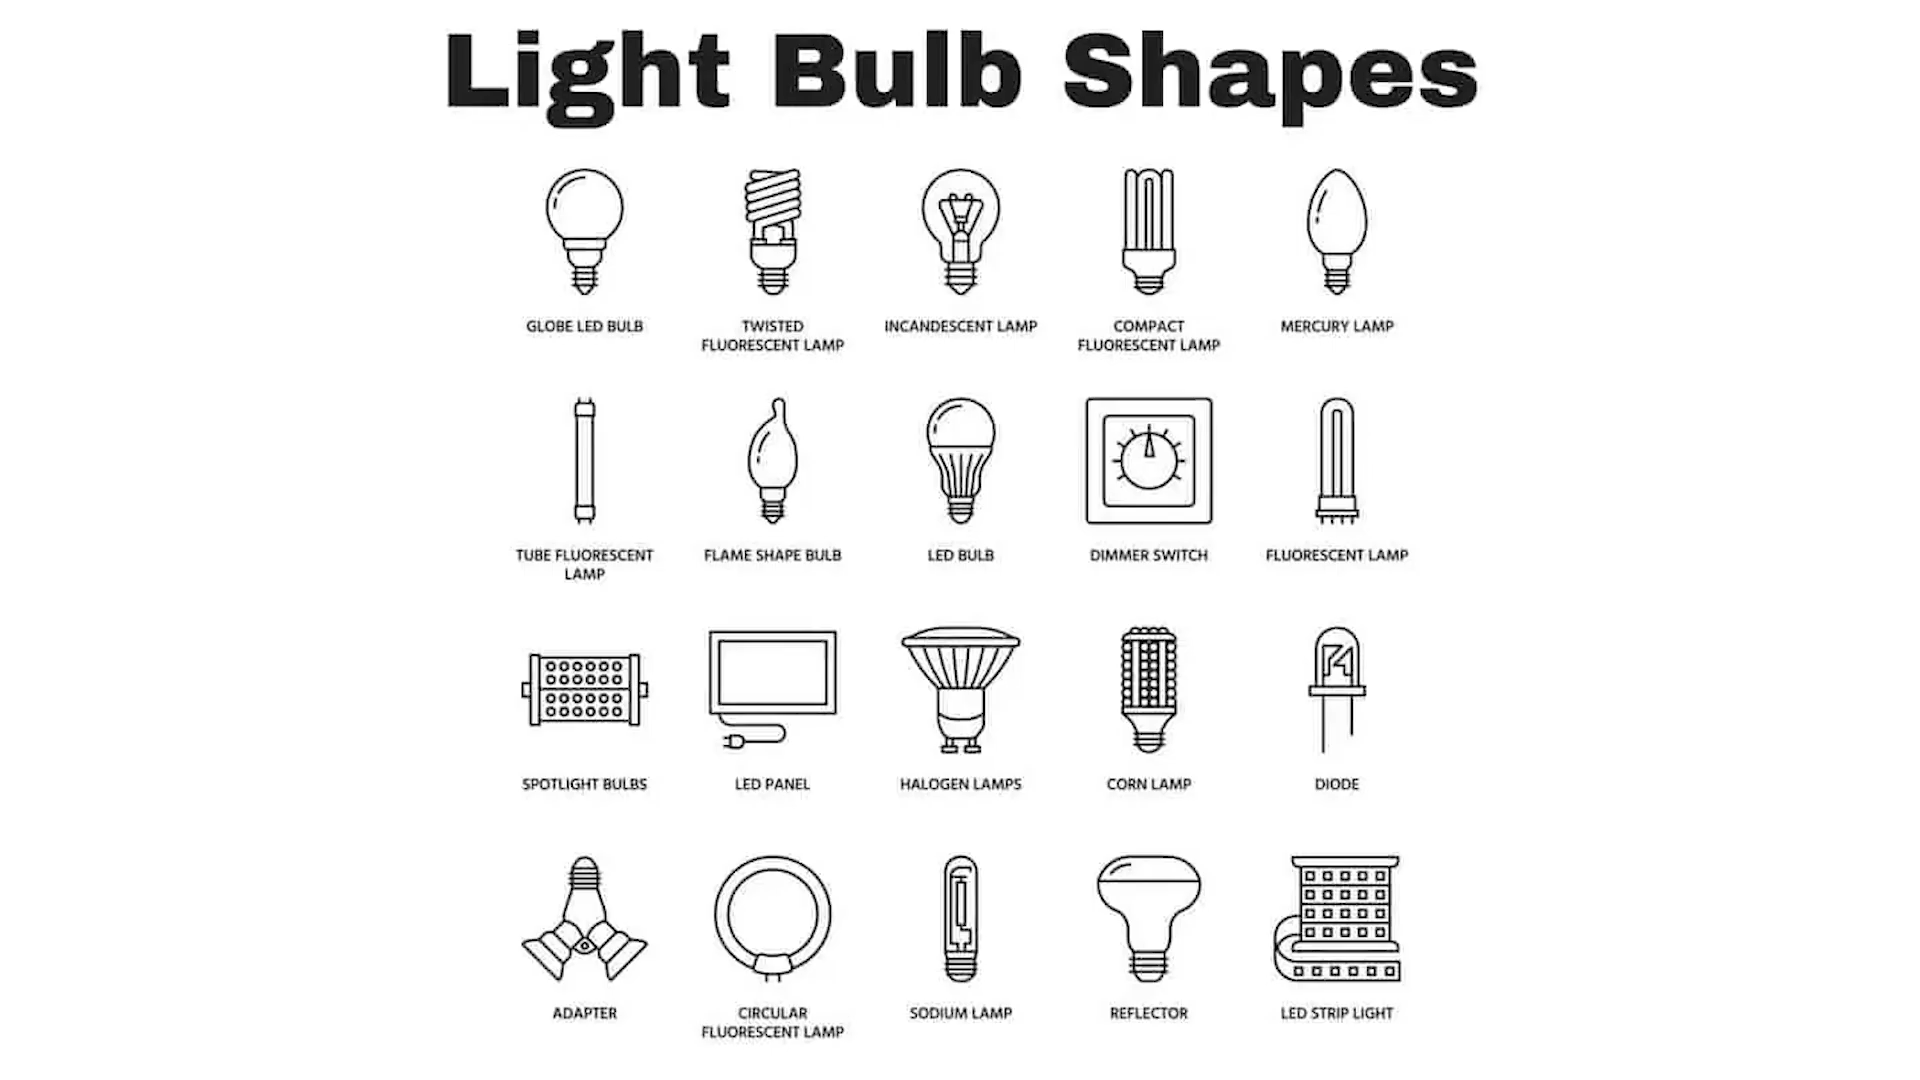 Light Bulb Shapes
GLOBE LED BULB
TWISTED
FLUORESCENT LAMP
INCANDESCENT LAMP
COMPACT
FLUORESCENT LAMP
MERCURY LAMP
TUBE FLUORESCENT
LAMP
FLAME SHAPE BULB
LED BULB
DIMMER SWITCH
FLUORESCENT LAMP
SPOTLIGHT BULBS
LED PANEL
HALOGEN LAMPS
CORN LAMP
DIODE
ADAPTER
CIRCULAR
FLUORESCENT LAMP
SODIUM LAMP
REFLECTOR
LED STRIP LIGHT